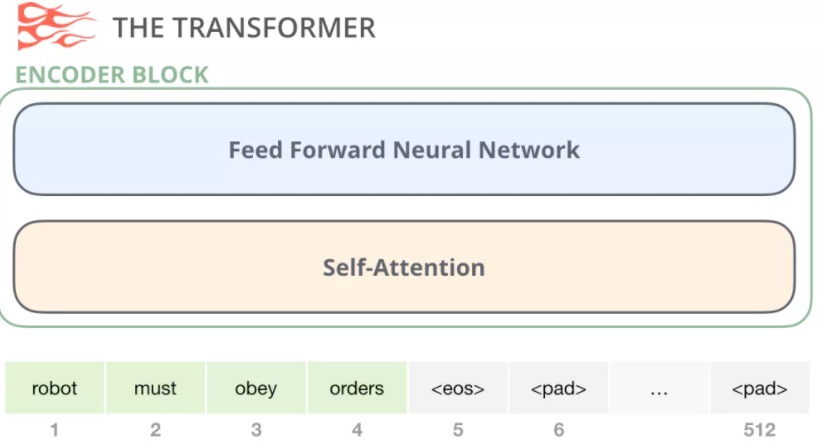 THE TRANSFORMER
ENCODER BLOCK
Feed Forward Neural Network
Self-Attention
robot must obey orders <eos> <pad> ... <pad>
1 2 3 4 5 6 512